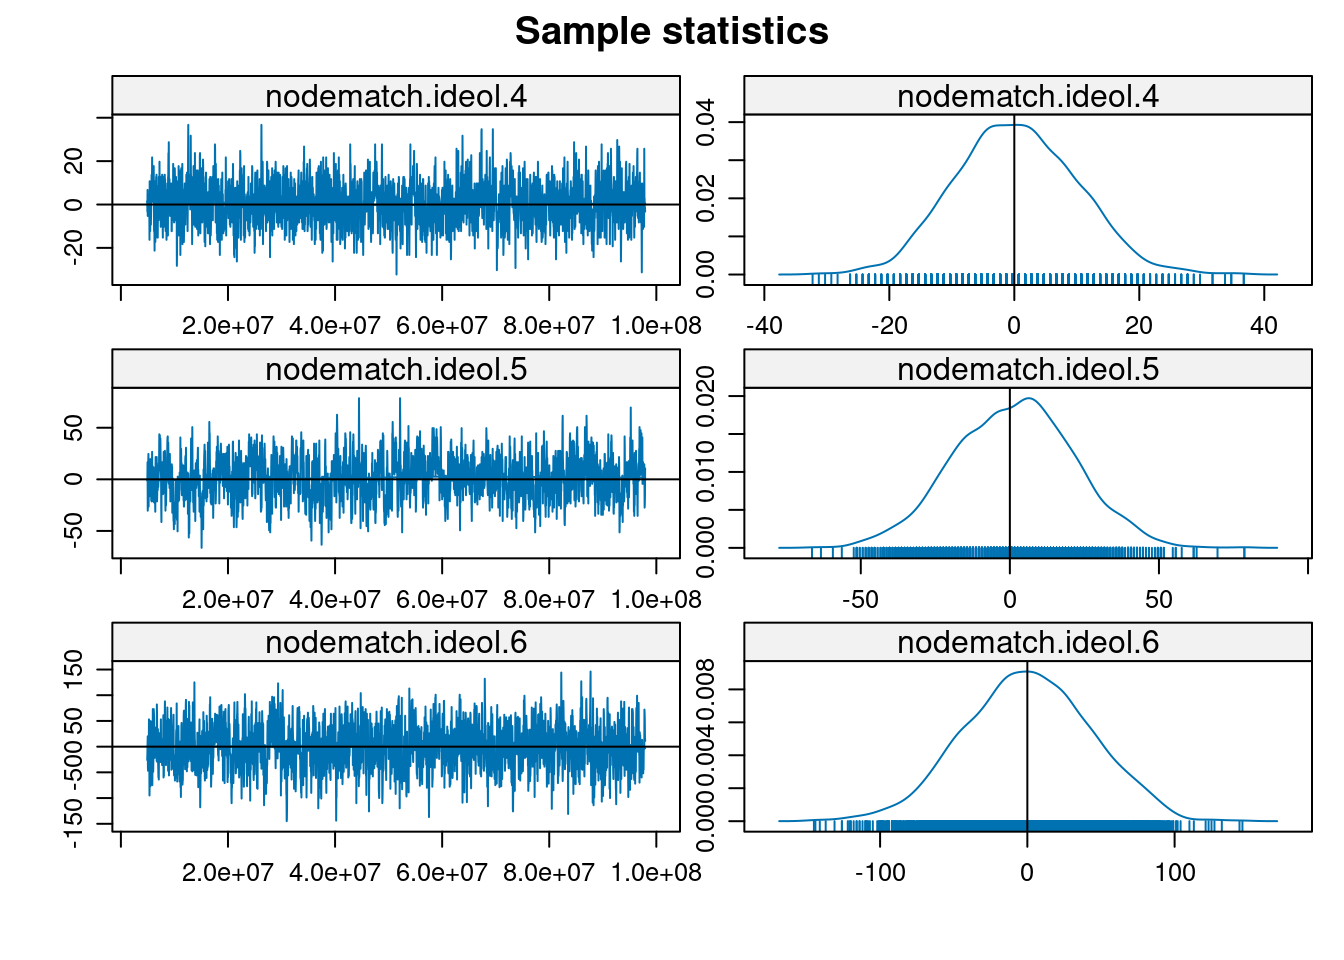 Sample statistics
nodematch.ideol.4
nodematch.ideol.4
20
0
-20
2.0e+07 4.0e+07 6.0e+07 8.0e+07 1.0e+08
0.04
0.02
0.00
-40 -20 0 20 40
nodematch.ideol.5
nodematch.ideol.5
50
0
-50
2.0e+07 4.0e+07 6.0e+07 8.0e+07 1.0e+08
0.020
0.010
0.000
-50 0 50
nodematch.ideol.6
nodematch.ideol.6
150
50
0
-50
-150
2.0e+07 4.0e+07 6.0e+07 8.0e+07 1.0e+08
0.008
0.004
0.000
-100 0 100